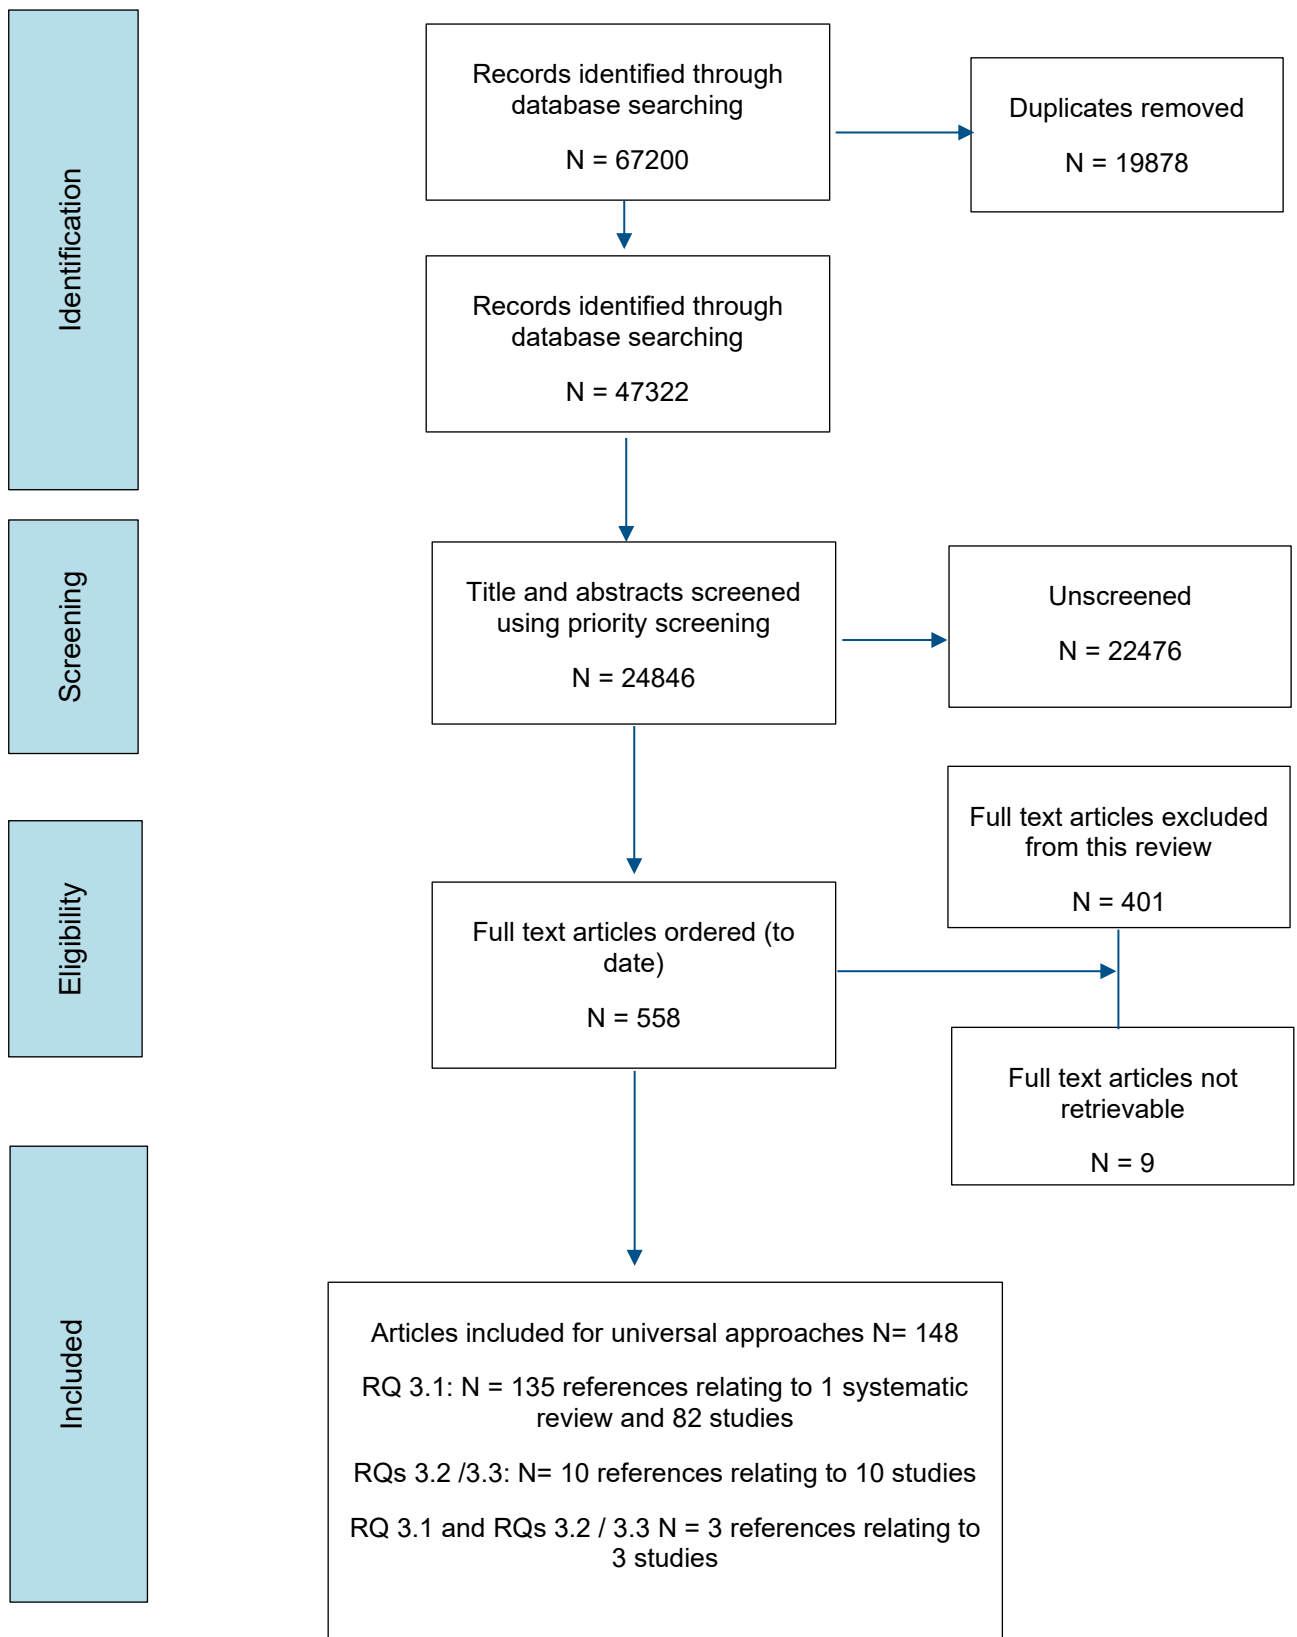 Identification
Records identified through
database searching
N = 67200
Duplicates removed
N = 19878
Records identified through
database searching
N = 47322
Screening
Title and abstracts screened
using priority screening
N = 24846
Unscreened
N = 22476
Eligibility
Full text articles ordered (to
date)
N = 558
Full text articles excluded
from this review
N = 401
Full text articles not
retrievable
N = 9
Included
Articles included for universal approaches N= 148
RQ 3.1: N = 135 references relating to 1 systematic
review and 82 studies
RQs 3.2 /3.3: N= 10 references relating to 10 studies
RQ 3.1 and RQs 3.2 / 3.3 N = 3 references relating to
3 studies